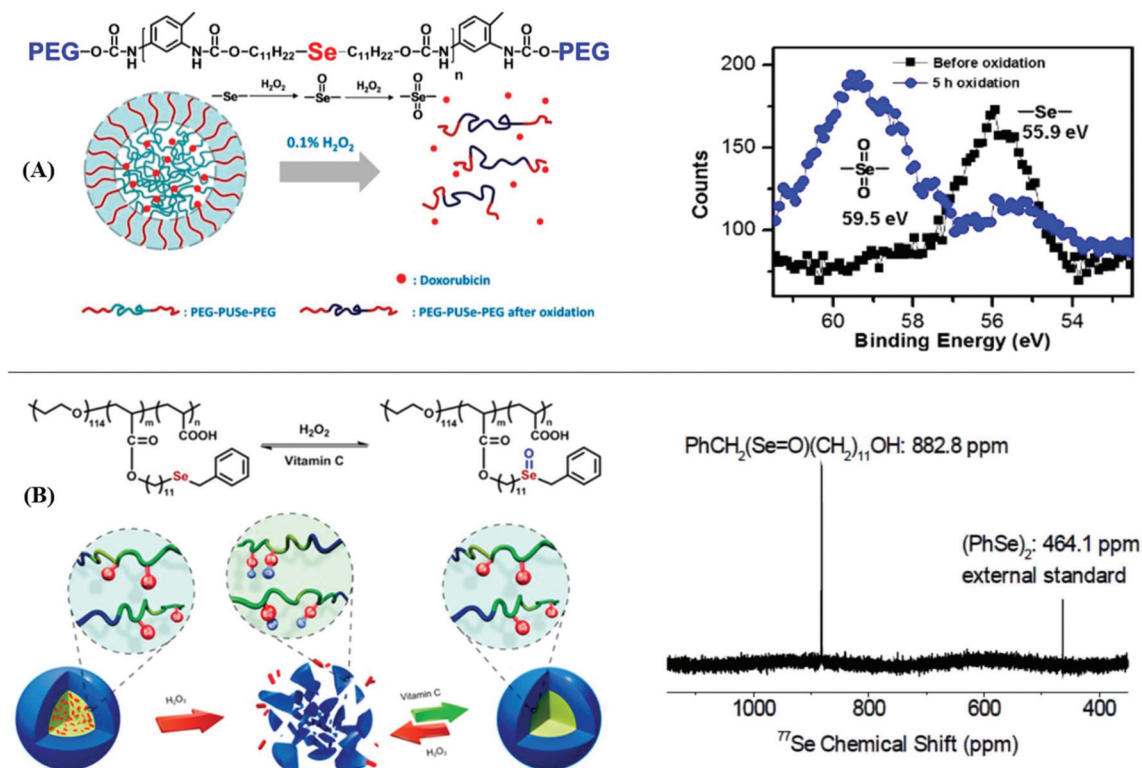 PEG–O–C–N H O C N H C–O–C₁₁H₂₂–Se–C₁₁H₂₂–O–C–N H O C N H C–O–PEG
n
–Se– H₂O₂ –Se– O H₂O₂ –Se– O O
(A)
0.1% H₂O₂
: Doxorubicin
: PEG-PUSe-PEG
: PEG-PUSe-PEG after oxidation
200
150
100
Counts
Before oxidation
5 h oxidation
–Se–
55.9 eV
O
–Se–
O
59.5 eV
60 58 56 54
Binding Energy (eV)
O 114 m n
C=O COOH
O
11 Se
H₂O₂
Vitamin C
O 114 m n
C=O COOH
O O
11 Se
(B)
H₂O₂
Vitamin C
H₂O₂
PhCH₂(Se=O)(CH₂)₁₁OH: 882.8 ppm
(PhSe)₂: 464.1 ppm
external standard
1000 800 600 400
⁷⁷Se Chemical Shift (ppm)